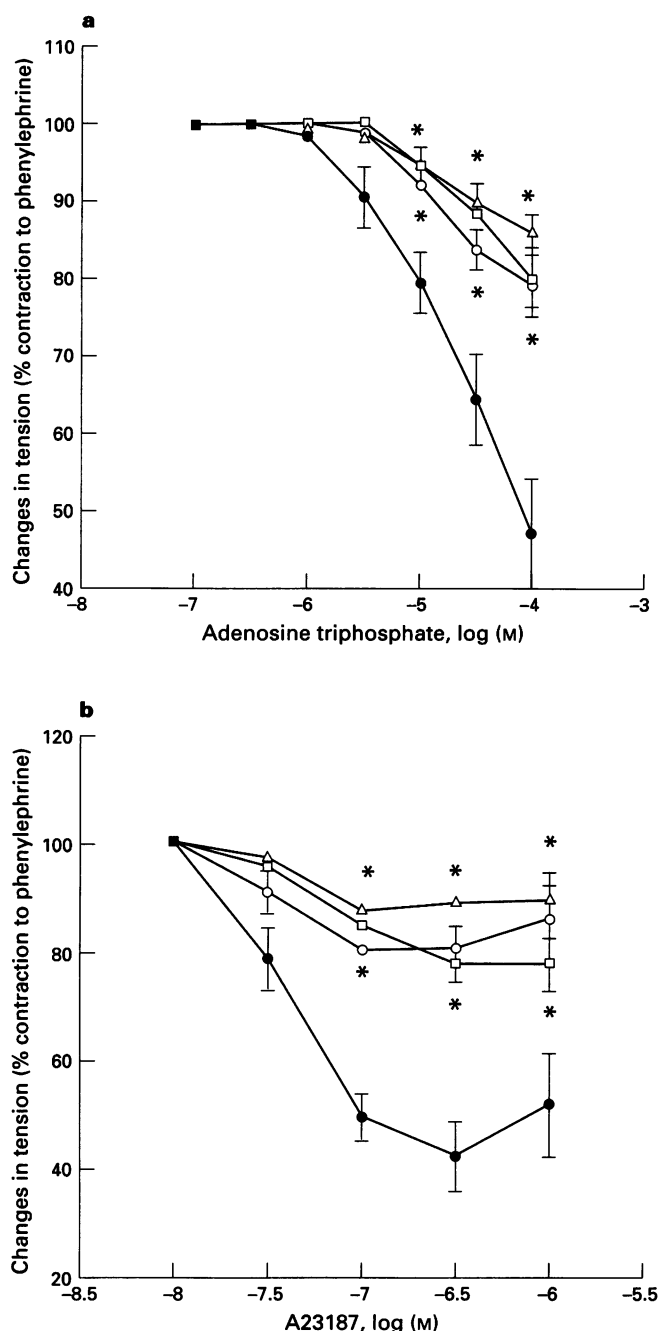 a
Changes in tension (% contraction to phenylephrine)
110
100
90
80
70
60
50
40
* * *
* * *
–8 –7 –6 –5 –4 –3
Adenosine triphosphate, log (M)
b
Changes in tension (% contraction to phenylephrine)
120
100
80
60
40
20
* * *
* * *
–8.5 –8 –7.5 –7 –6.5 –6 –5.5
A23187, log (M)